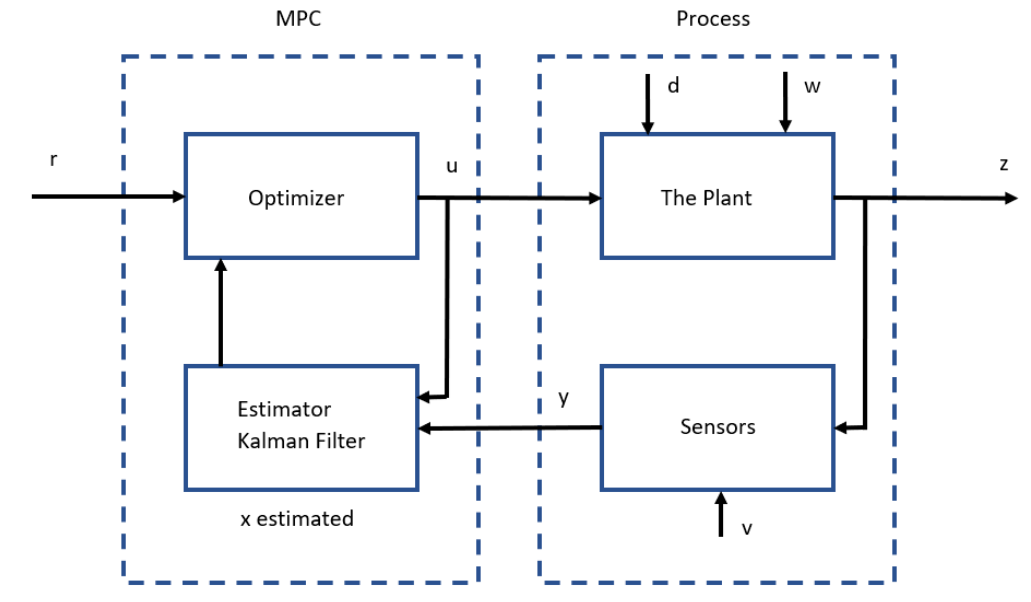 MPC
Process
d
w
r
u
z
Optimizer
The Plant
Estimator
Kalman Filter
y
Sensors
x estimated
v